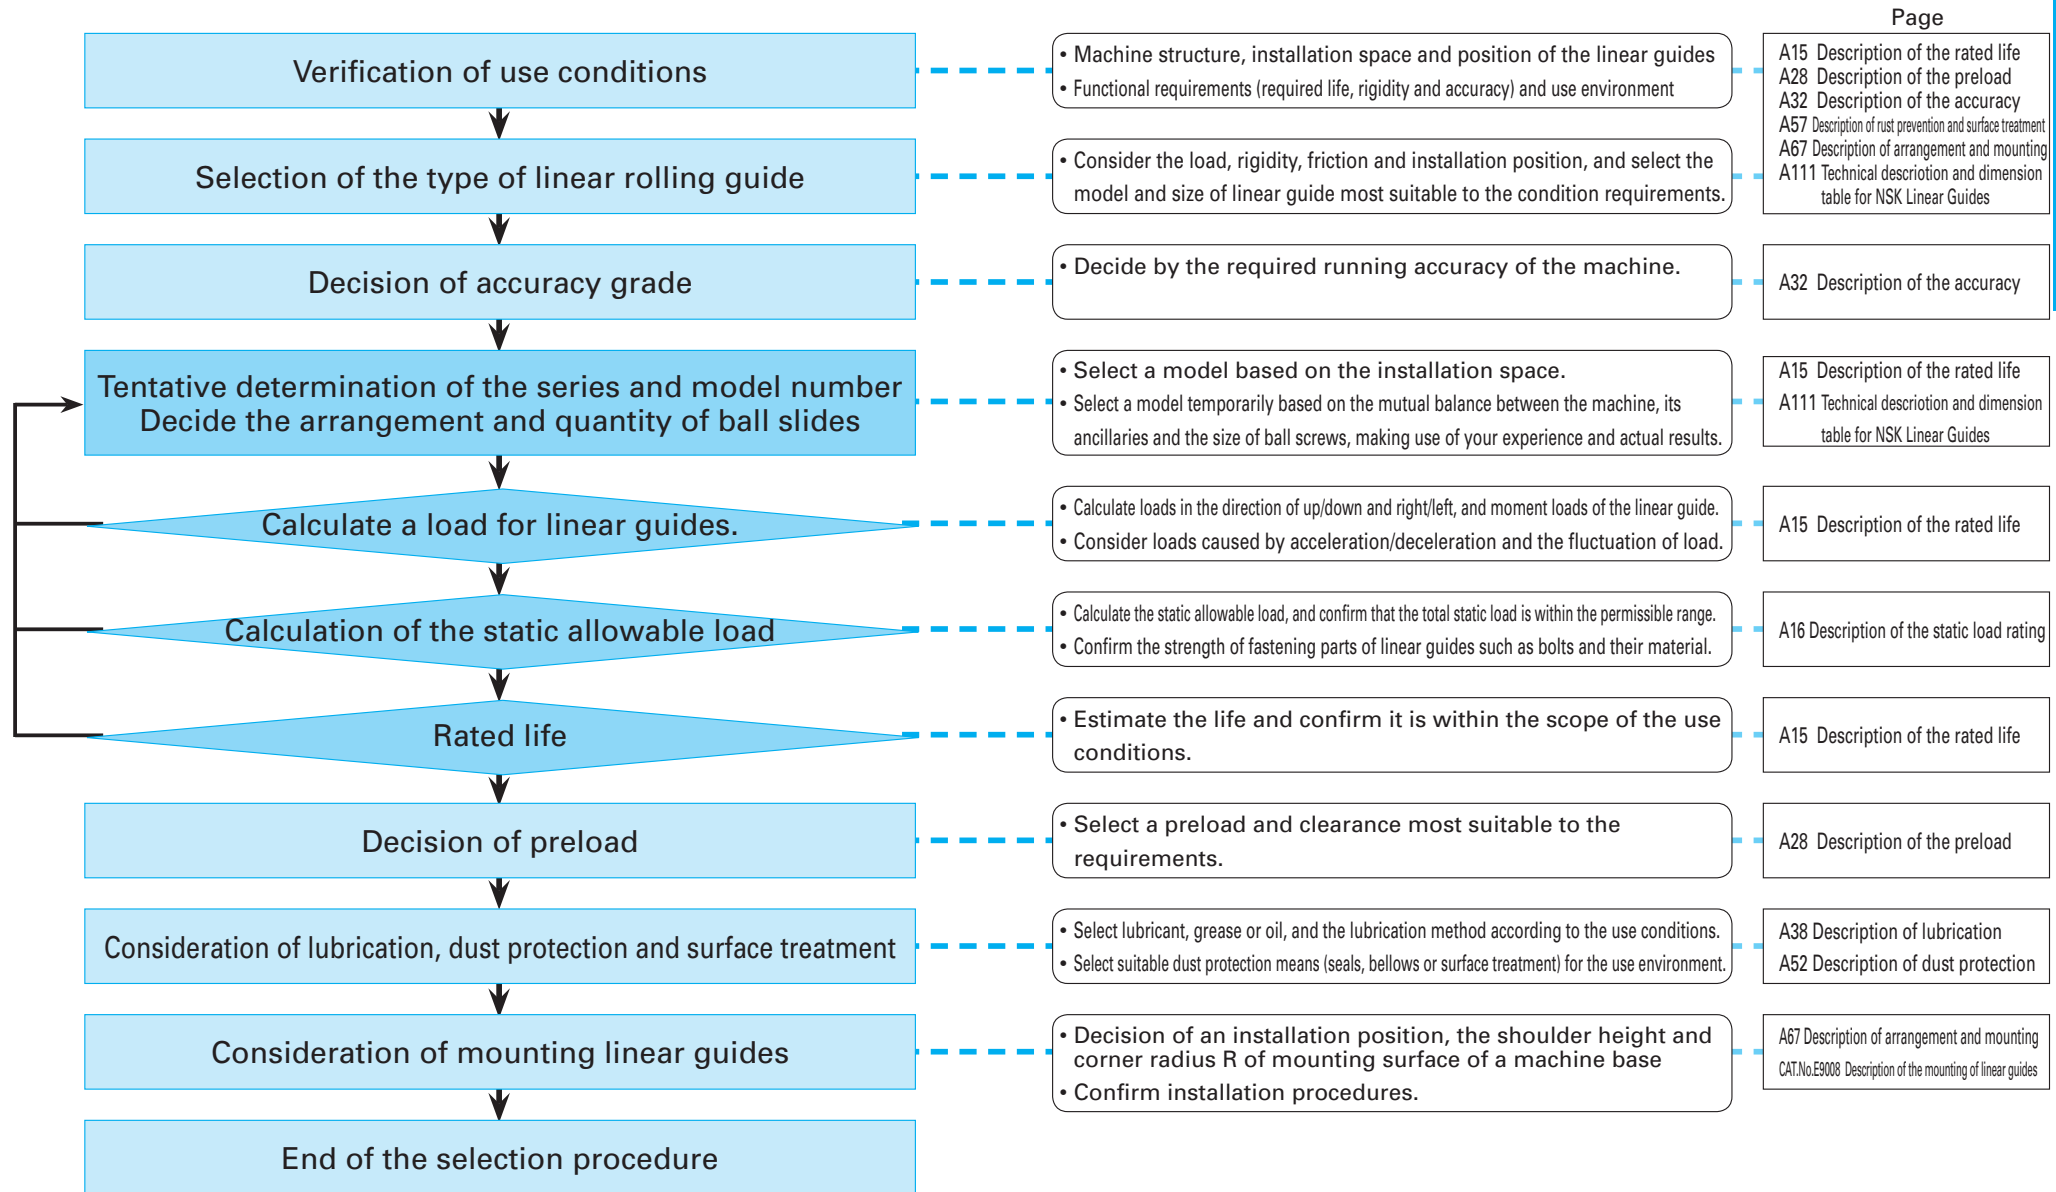 Page
Verification of use conditions
• Machine structure, installation space and position of the linear guides
• Functional requirements (required life, rigidity and accuracy) and use environment
A15 Description of the rated life
A28 Description of the preload
A32 Description of the accuracy
A57 Description of rust prevention and surface treatment
A67 Description of arrangement and mounting
A111 Technical descriotion and dimension
table for NSK Linear Guides
Selection of the type of linear rolling guide
• Consider the load, rigidity, friction and installation position, and select the
model and size of linear guide most suitable to the condition requirements.
Decision of accuracy grade
• Decide by the required running accuracy of the machine.
A32 Description of the accuracy
Tentative determination of the series and model number
Decide the arrangement and quantity of ball slides
• Select a model based on the installation space.
• Select a model temporarily based on the mutual balance between the machine, its
ancillaries and the size of ball screws, making use of your experience and actual results.
A15 Description of the rated life
A111 Technical descriotion and dimension
table for NSK Linear Guides
Calculate a load for linear guides.
• Calculate loads in the direction of up/down and right/left, and moment loads of the linear guide.
• Consider loads caused by acceleration/deceleration and the fluctuation of load.
A15 Description of the rated life
Calculation of the static allowable load
• Calculate the static allowable load, and confirm that the total static load is within the permissible range.
• Confirm the strength of fastening parts of linear guides such as bolts and their material.
A16 Description of the static load rating
Rated life
• Estimate the life and confirm it is within the scope of the use
conditions.
A15 Description of the rated life
Decision of preload
• Select a preload and clearance most suitable to the
requirements.
A28 Description of the preload
Consideration of lubrication, dust protection and surface treatment
• Select lubricant, grease or oil, and the lubrication method according to the use conditions.
• Select suitable dust protection means (seals, bellows or surface treatment) for the use environment.
A38 Description of lubrication
A52 Description of dust protection
Consideration of mounting linear guides
• Decision of an installation position, the shoulder height and
corner radius R of mounting surface of a machine base
• Confirm installation procedures.
A67 Description of arrangement and mounting
CAT.No.E9008 Description of the mounting of linear guides
End of the selection procedure